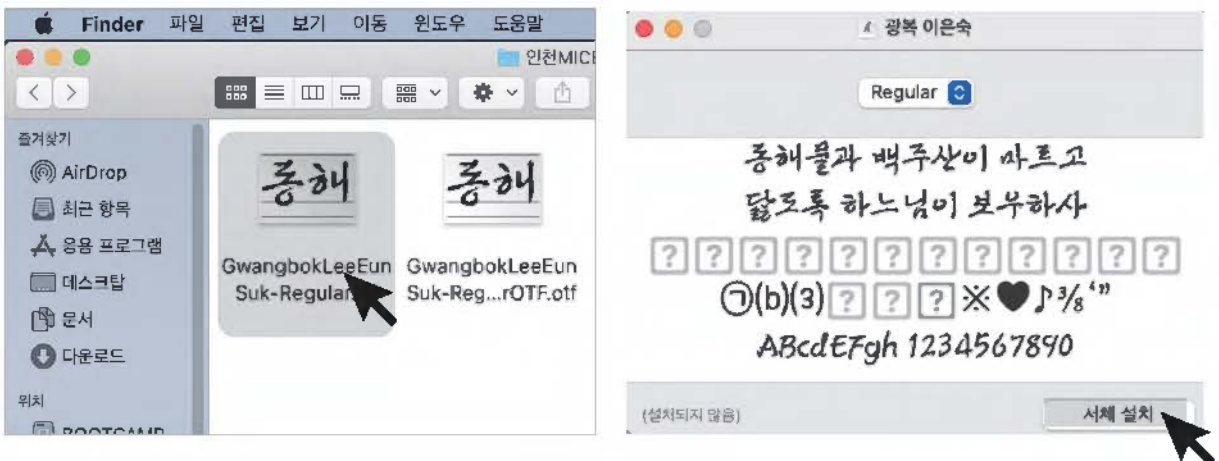 Finder 파일 편집 보기 이동 윈도우 도움말
인천MICE
즐겨찾기
AirDrop
최근 항목
응용 프로그램
데스크탑
문서
다운로드
위치
BOOTCAMP
동해
동해
GwangbokLeeEun
Suk-Regular
GwangbokLeeEun
Suk-Reg...rOTF.otf
광복 이은숙
Regular
동해물과 백두산이 마르고
닳도록 하느님이 보우하사
? ? ? ? ? ? ? ? ? ? ? ?
㉠(b)(3)? ? ?※♥♪⅜‘”
ABcdEFgh 1234567890
(설치되지 않음)
서체 설치